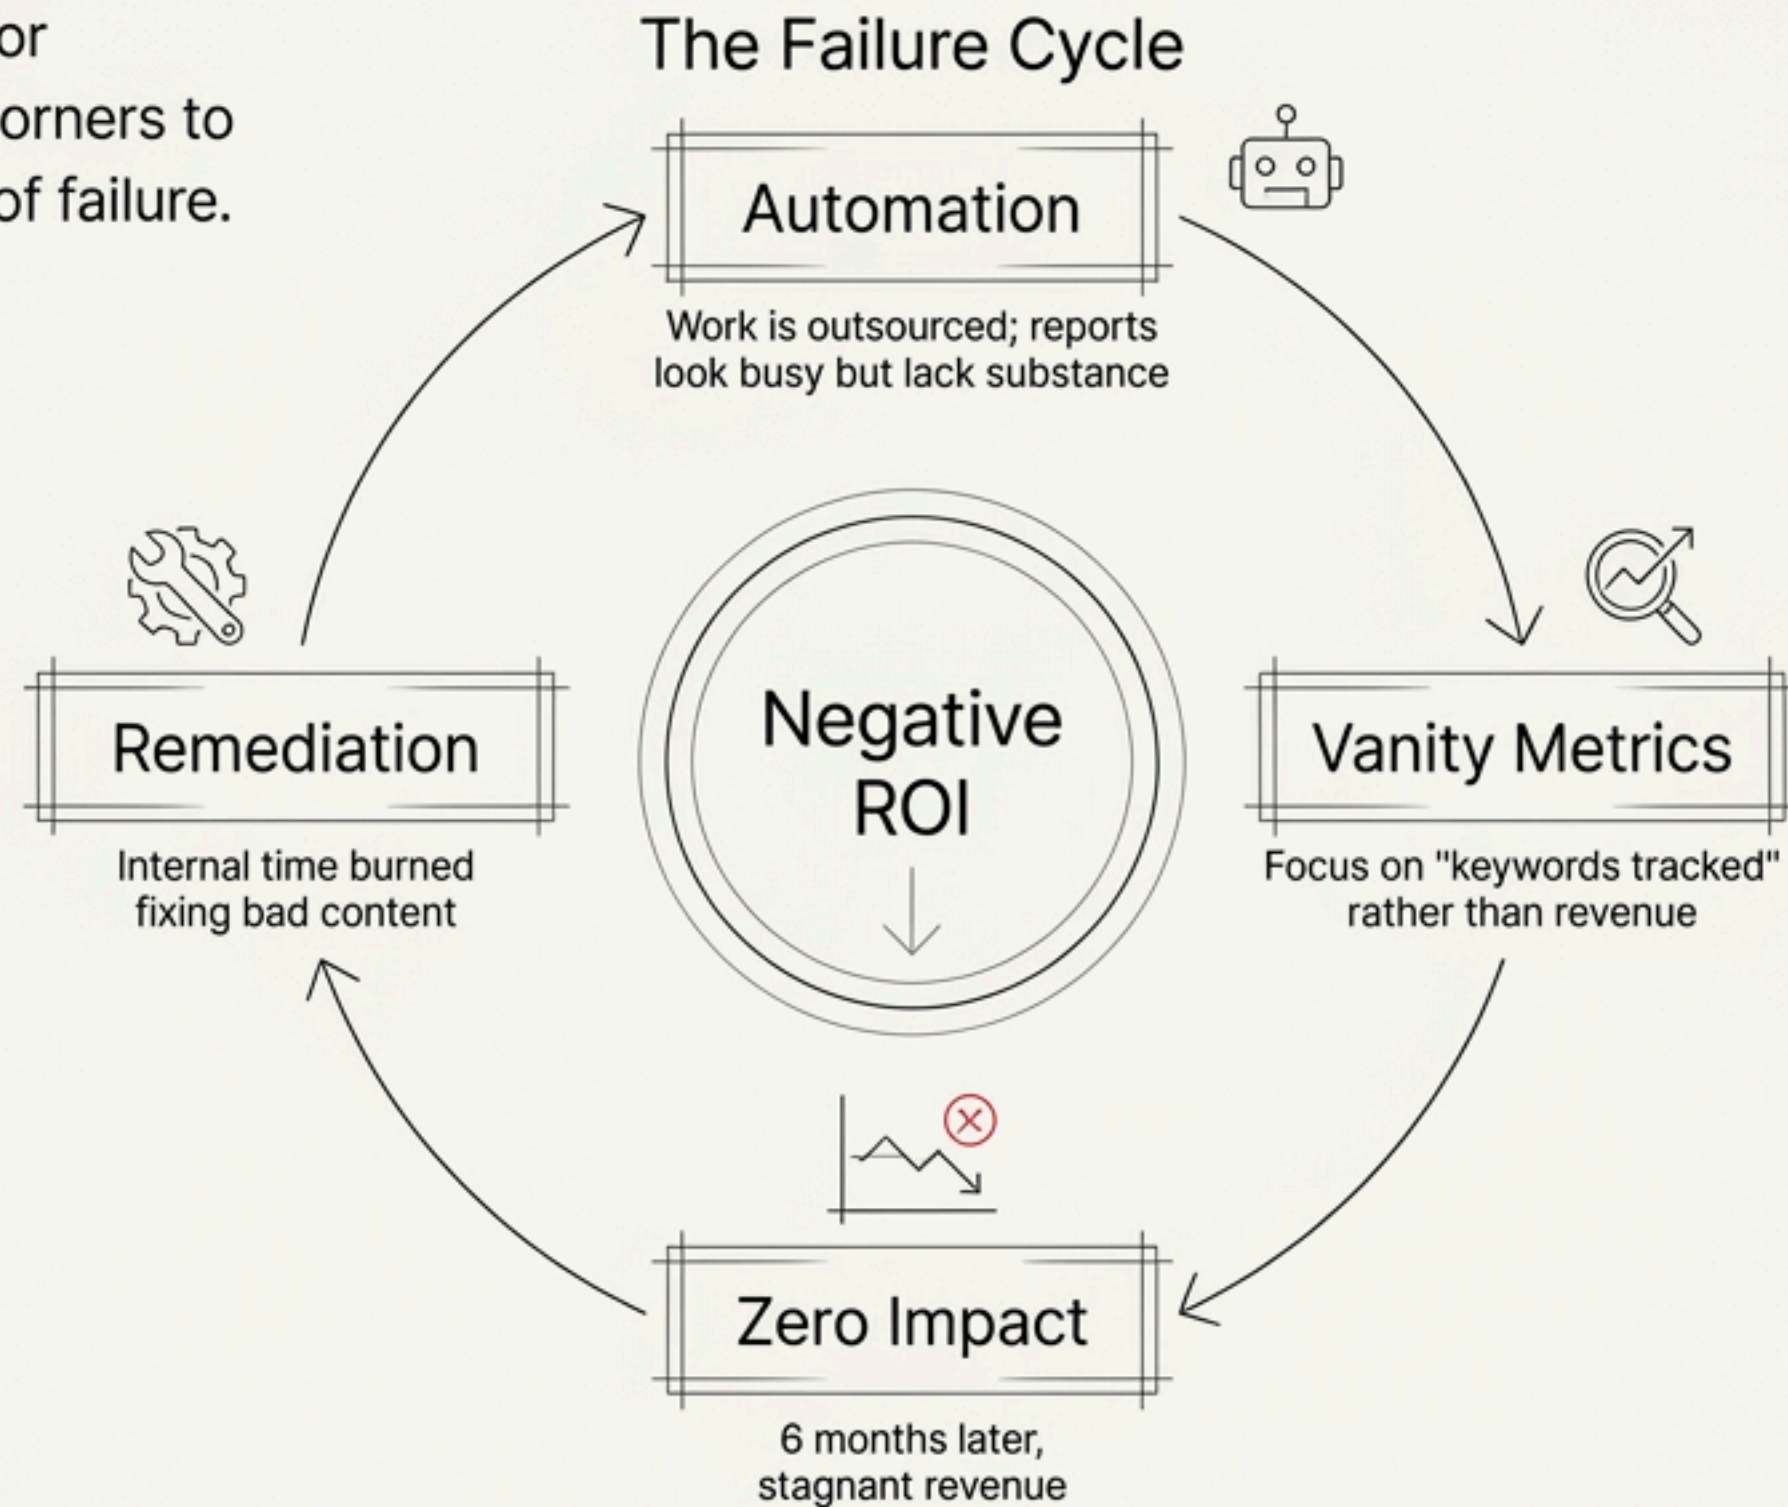 or
orners to
of failure.
The Failure Cycle
Automation
Work is outsourced; reports
look busy but lack substance
Vanity Metrics
Focus on "keywords tracked"
rather than revenue
Zero Impact
6 months later,
stagnant revenue
Remediation
Internal time burned
fixing bad content
Negative
ROI